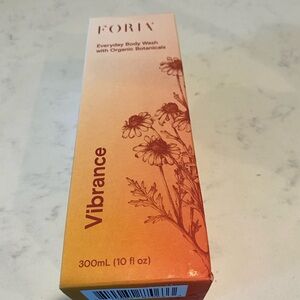 FORIA
Everyday Body Wash
with Organic Botanicals
Vibrance
300mL (10 fl oz)